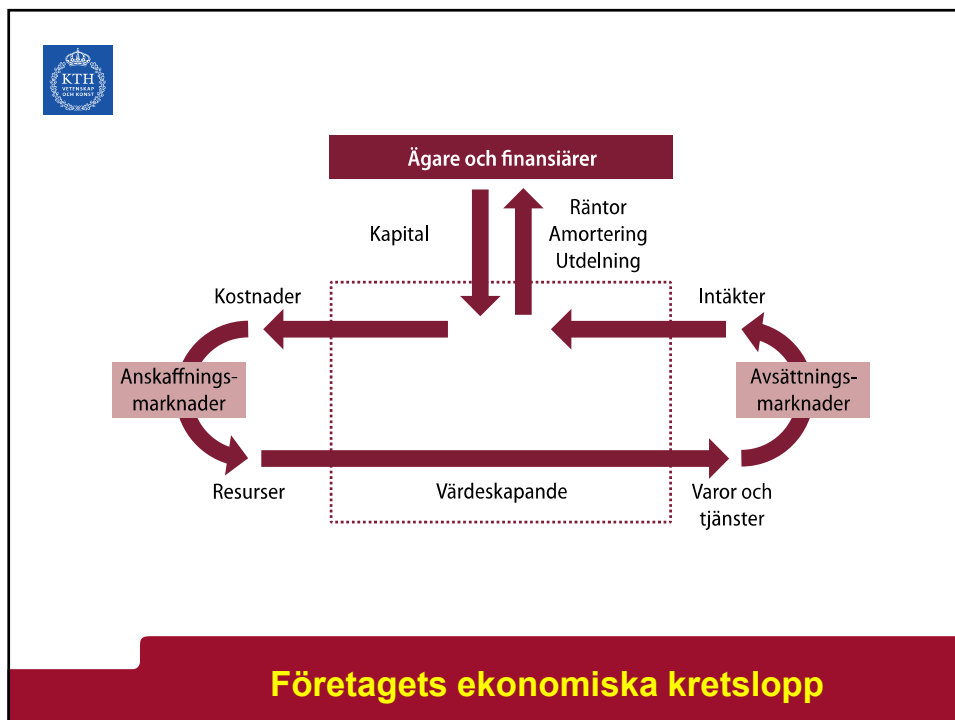 KTH
VETENSKAP
OCH KONST
Ägare och finansiärer
Kapital
Räntor
Amortering
Utdelning
Kostnader
Intäkter
Anskaffnings-
marknader
Avsättnings-
marknader
Resurser
Värdeskapande
Varor och
tjänster
Företagets ekonomiska kretslopp